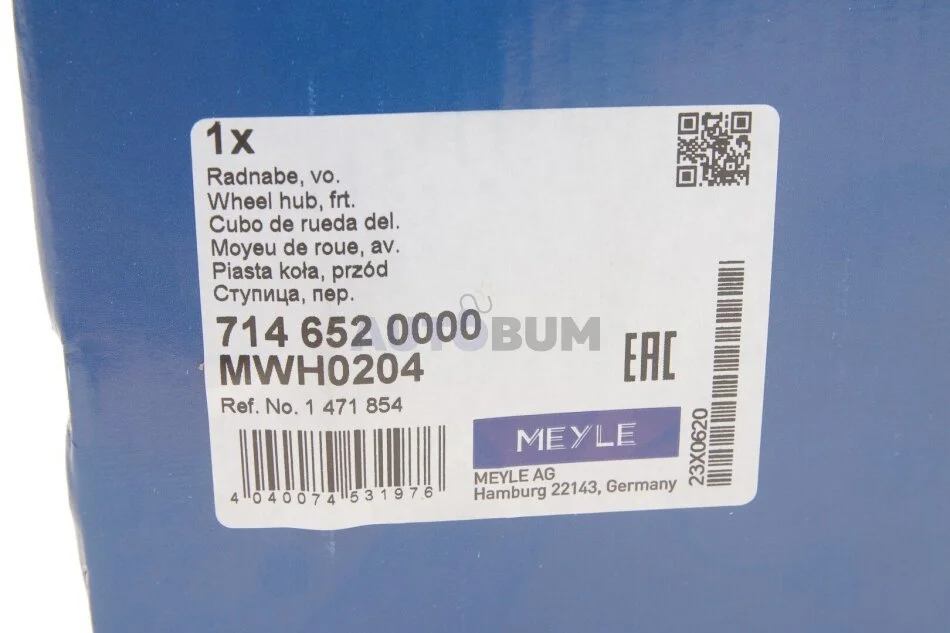 1x
Radnabe, vo.
Wheel hub, frt.
Cubo de rueda del.
Moyeu de roue, av.
Piasta koła, przód
Ступица, пер.
714 652 0000
AUTOBUM
MWH0204
EAC
Ref. No. 1 471 854
MEYLE
MEYLE AG
Hamburg 22143, Germany
4 040074 531976
23X0620